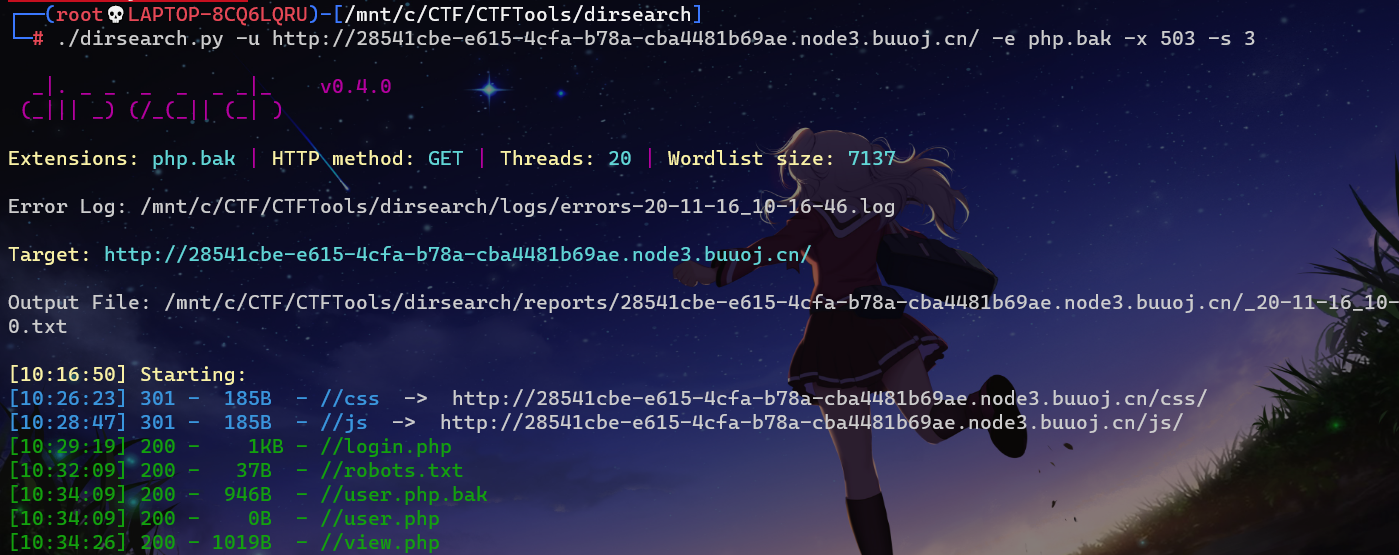 ┌──(root💀LAPTOP-8CQ6LQRU)-[/mnt/c/CTF/CTFTools/dirsearch]
└─# ./dirsearch.py -u http://28541cbe-e615-4cfa-b78a-cba4481b69ae.node3.buuoj.cn/ -e php.bak -x 503 -s 3
  _|. _ _  _  _  _ _|_    v0.4.0
 (_||| _) (/_(_|| (_| )
Extensions: php.bak | HTTP method: GET | Threads: 20 | Wordlist size: 7137
Error Log: /mnt/c/CTF/CTFTools/dirsearch/logs/errors-20-11-16_10-16-46.log
Target: http://28541cbe-e615-4cfa-b78a-cba4481b69ae.node3.buuoj.cn/
Output File: /mnt/c/CTF/CTFTools/dirsearch/reports/28541cbe-e615-4cfa-b78a-cba4481b69ae.node3.buuoj.cn/_20-11-16_10-
0.txt
[10:16:50] Starting:
[10:26:23] 301 -  185B  - //css  ->  http://28541cbe-e615-4cfa-b78a-cba4481b69ae.node3.buuoj.cn/css/
[10:28:47] 301 -  185B  - //js  ->  http://28541cbe-e615-4cfa-b78a-cba4481b69ae.node3.buuoj.cn/js/
[10:29:19] 200 -    1KB - //login.php
[10:32:09] 200 -   37B  - //robots.txt
[10:34:09] 200 -  946B  - //user.php.bak
[10:34:09] 200 -    0B  - //user.php
[10:34:26] 200 - 1019B  - //view.php